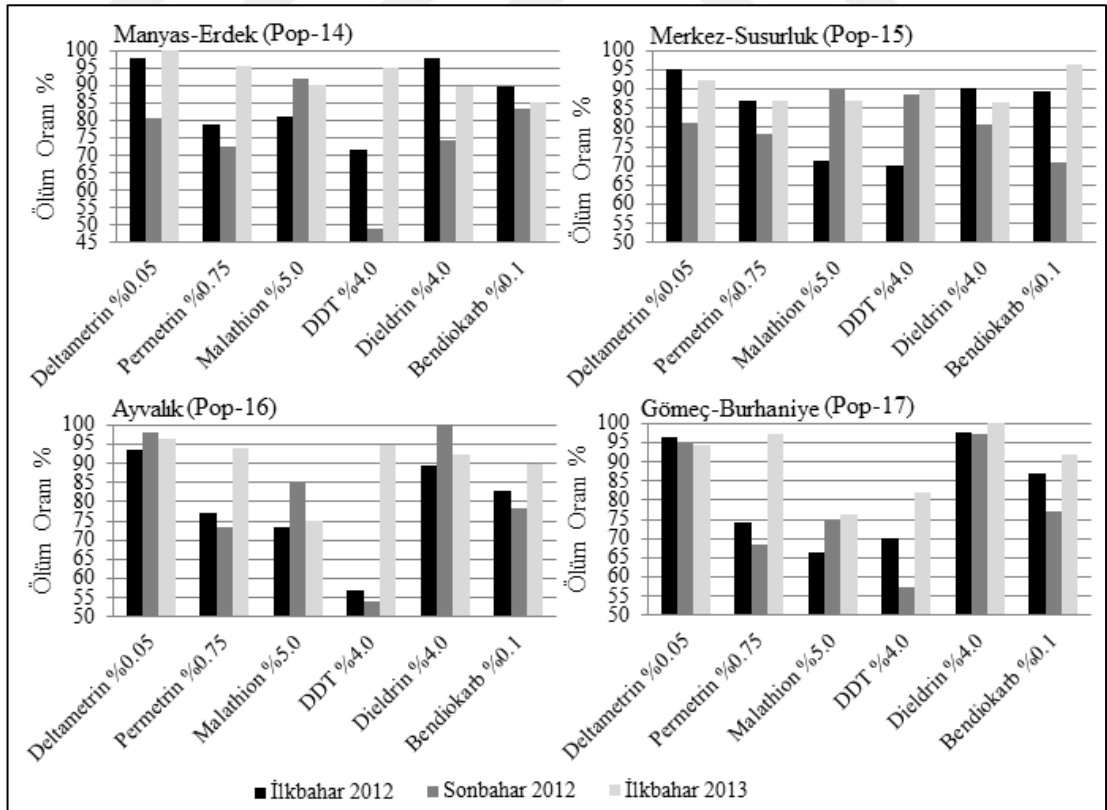 Manyas-Erdek (Pop-14)
Ölüm Oranı %
100
95
90
85
80
75
70
65
60
55
50
45
Deltametrin %0.05
Permetrin %0.75
Malathion %5.0
DDT %4.0
Dieldrin %4.0
Bendiokarb %0.1
Merkez-Susurluk (Pop-15)
Ölüm Oranı %
100
95
90
85
80
75
70
65
60
55
50
Deltametrin %0.05
Permetrin %0.75
Malathion %5.0
DDT %4.0
Dieldrin %4.0
Bendiokarb %0.1
Ayvalık (Pop-16)
Ölüm Oranı %
100
95
90
85
80
75
70
65
60
55
50
Deltametrin %0.05
Permetrin %0.75
Malathion %5.0
DDT %4.0
Dieldrin %4.0
Bendiokarb %0.1
Gömeç-Burhaniye (Pop-17)
Ölüm Oranı %
100
95
90
85
80
75
70
65
60
55
50
Deltametrin %0.05
Permetrin %0.75
Malathion %5.0
DDT %4.0
Dieldrin %4.0
Bendiokarb %0.1
İlkbahar 2012 Sonbahar 2012 İlkbahar 2013